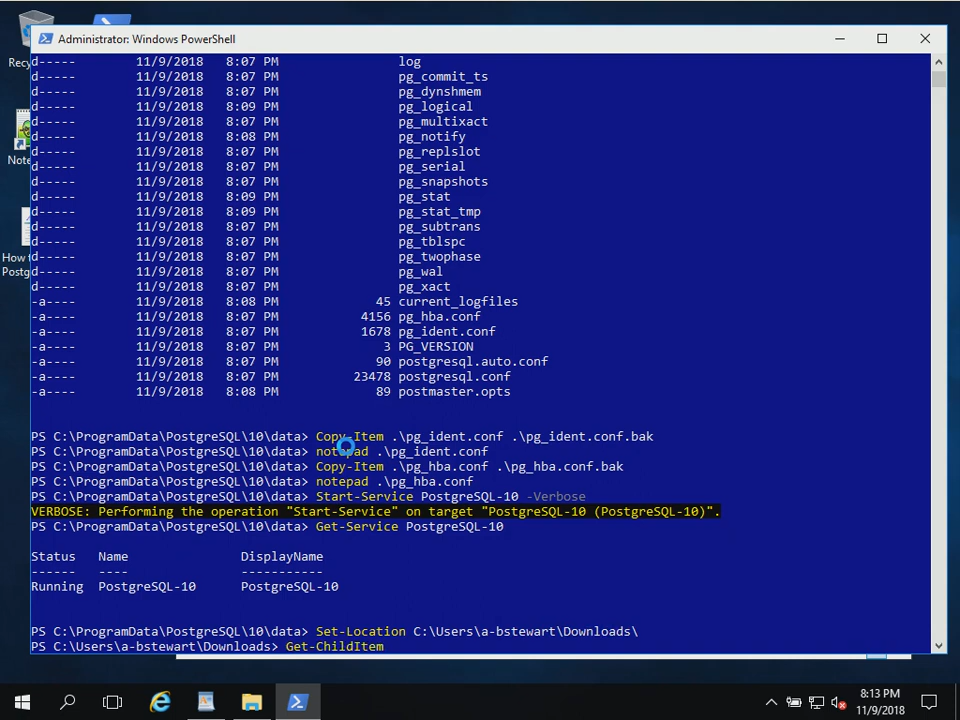 Administrator: Windows PowerShell
Recy
d----- 11/9/2018 8:07 PM log
d----- 11/9/2018 8:07 PM pg_commit_ts
d----- 11/9/2018 8:07 PM pg_dynshmem
d----- 11/9/2018 8:09 PM pg_logical
d----- 11/9/2018 8:07 PM pg_multixact
d----- 11/9/2018 8:08 PM pg_notify
d----- 11/9/2018 8:07 PM pg_replslot
Note
d----- 11/9/2018 8:07 PM pg_serial
d----- 11/9/2018 8:07 PM pg_snapshots
d----- 11/9/2018 8:09 PM pg_stat
d----- 11/9/2018 8:09 PM pg_stat_tmp
d----- 11/9/2018 8:07 PM pg_subtrans
d----- 11/9/2018 8:07 PM pg_tblspc
How t
d----- 11/9/2018 8:07 PM pg_twophase
Postg
d----- 11/9/2018 8:07 PM pg_wal
d----- 11/9/2018 8:07 PM pg_xact
-a---- 11/9/2018 8:08 PM 45 current_logfiles
-a---- 11/9/2018 8:07 PM 4156 pg_hba.conf
-a---- 11/9/2018 8:07 PM 1678 pg_ident.conf
-a---- 11/9/2018 8:07 PM 3 PG_VERSION
-a---- 11/9/2018 8:07 PM 90 postgresql.auto.conf
-a---- 11/9/2018 8:07 PM 23478 postgresql.conf
-a---- 11/9/2018 8:08 PM 89 postmaster.opts
PS C:\ProgramData\PostgreSQL\10\data> Copy-Item .\pg_ident.conf .\pg_ident.conf.bak
PS C:\ProgramData\PostgreSQL\10\data> notepad .\pg_ident.conf
PS C:\ProgramData\PostgreSQL\10\data> Copy-Item .\pg_hba.conf .\pg_hba.conf.bak
PS C:\ProgramData\PostgreSQL\10\data> notepad .\pg_hba.conf
PS C:\ProgramData\PostgreSQL\10\data> Start-Service PostgreSQL-10 -Verbose
VERBOSE: Performing the operation "Start-Service" on target "PostgreSQL-10 (PostgreSQL-10)".
PS C:\ProgramData\PostgreSQL\10\data> Get-Service PostgreSQL-10
Status Name DisplayName
------ ---- -----------
Running PostgreSQL-10 PostgreSQL-10
PS C:\ProgramData\PostgreSQL\10\data> Set-Location C:\Users\a-bstewart\Downloads\
PS C:\Users\a-bstewart\Downloads> Get-ChildItem
8:13 PM
11/9/2018